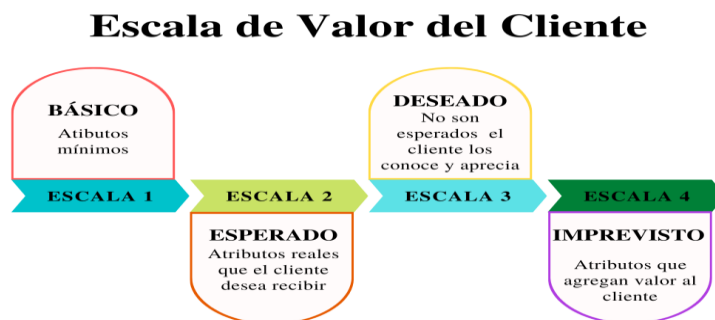 Escala de Valor del Cliente
BÁSICO
Atibutos
mínimos
DESEADO
No son
esperados el
cliente los
conoce y aprecia
ESCALA 1
ESCALA 2
ESCALA 3
ESCALA 4
ESPERADO
Atributos reales
que el cliente
desea recibir
IMPREVISTO
Atributos que
agregan valor al
cliente